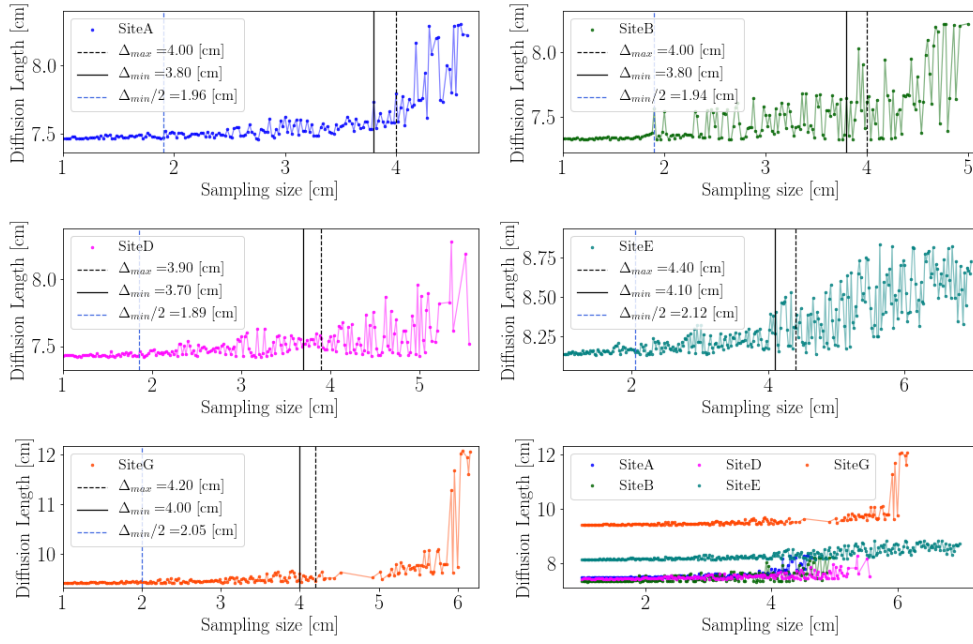 Diffusion Length [cm]
8.0
7.5
SiteA
Δmax =4.00 [cm]
Δmin =3.80 [cm]
Δmin/2 =1.96 [cm]
1 2 3 4
Sampling size [cm]
Diffusion Length [cm]
8.0
7.5
SiteB
Δmax =4.00 [cm]
Δmin =3.80 [cm]
Δmin/2 =1.94 [cm]
1 2 3 4 5
Sampling size [cm]
Diffusion Length [cm]
8.0
7.5
SiteD
Δmax =3.90 [cm]
Δmin =3.70 [cm]
Δmin/2 =1.89 [cm]
1 2 3 4 5
Sampling size [cm]
Diffusion Length [cm]
8.75
8.50
8.25
SiteE
Δmax =4.40 [cm]
Δmin =4.10 [cm]
Δmin/2 =2.12 [cm]
2 4 6
Sampling size [cm]
Diffusion Length [cm]
12
11
10
SiteG
Δmax =4.20 [cm]
Δmin =4.00 [cm]
Δmin/2 =2.05 [cm]
1 2 3 4 5 6
Sampling size [cm]
Diffusion Length [cm]
12
10
8
SiteA SiteD SiteG
SiteB SiteE
2 4 6
Sampling size [cm]